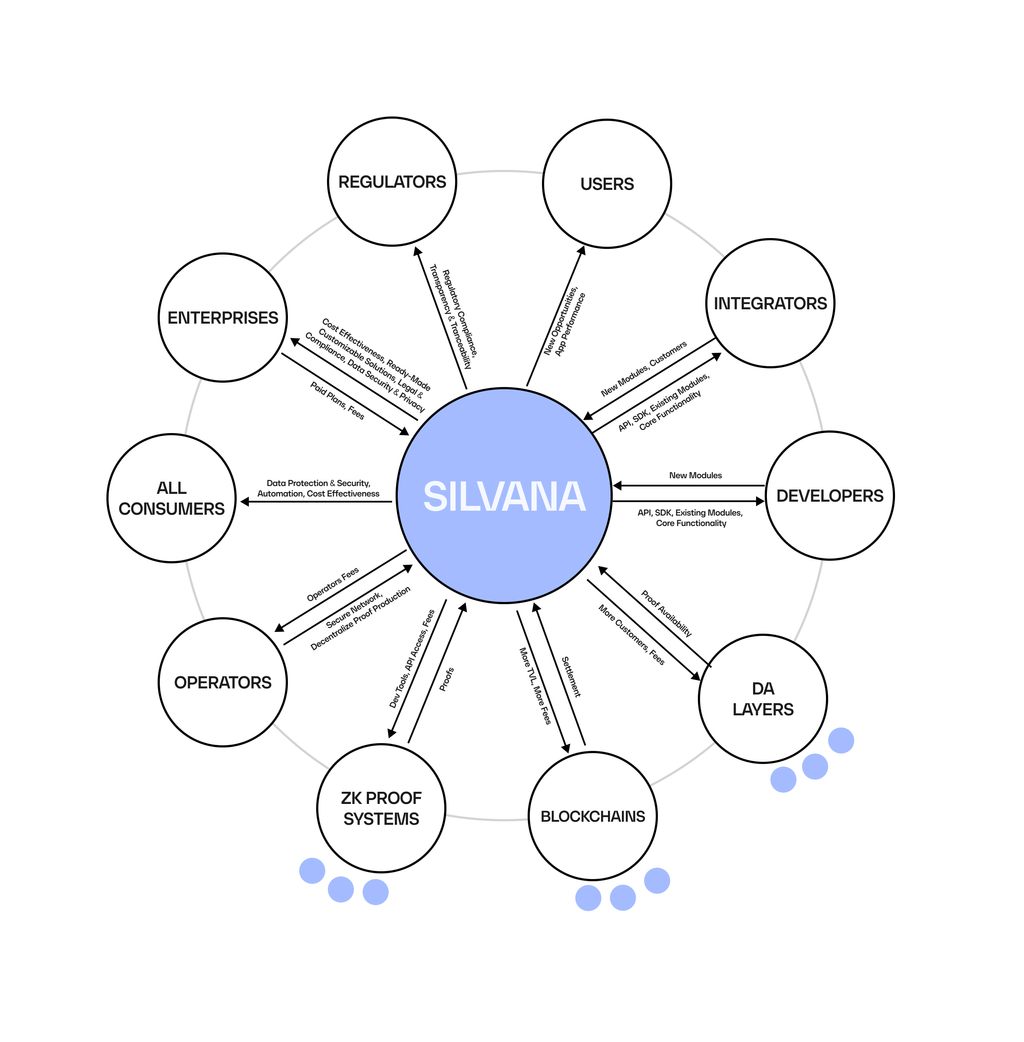 REGULATORS
USERS
INTEGRATORS
ENTERPRISES
Regulatory Compliance,
Transparency & Tranceability
New Opportunities,
App Performance
Cost Effectiveness, Ready-Made
Customizable Solutions, Legal &
Compliance, Data Security & Privacy
Paid Plans, Fees
New Modules, Customers
API, SDK, Existing Modules,
Core Functionality
ALL
CONSUMERS
Data Protection & Security,
Automation, Cost Effectiveness
SILVANA
New Modules
API, SDK, Existing Modules,
Core Functionality
DEVELOPERS
Operators Fees
Secure Network,
Decentralize Proof Production
OPERATORS
Dev Tools, API Access, Fees
Proofs
More TVL, More Fees
Settlement
Proof Availability
More Customers, Fees
DA
LAYERS
ZK PROOF
SYSTEMS
BLOCKCHAINS